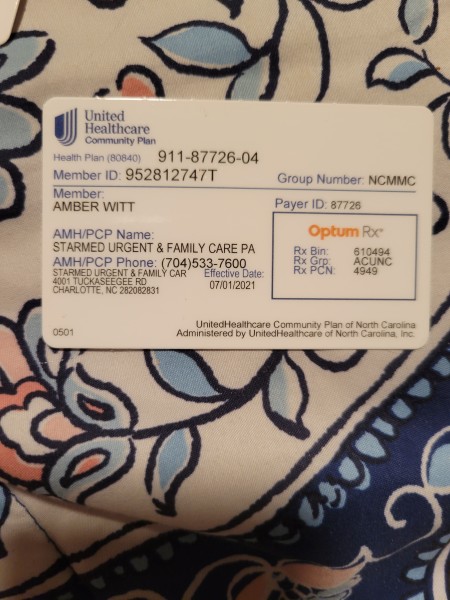 United
Healthcare
Community Plan
Health Plan (80840) 911-87726-04
Member ID: 952812747T Group Number: NCMMC
Member:
AMBER WITT
Payer ID: 87726
AMH/PCP Name:
STARMED URGENT & FAMILY CARE PA
AMH/PCP Phone: (704)533-7600
STARMED URGENT & FAMILY CAR
4001 TUCKASEEGEE RD
CHARLOTTE, NC 282082831
Effective Date:
07/01/2021
Optum Rx
Rx Bin: 610494
Rx Grp: ACUNC
Rx PCN: 4949
0501
UnitedHealthcare Community Plan of North Carolina
Administered by UnitedHealthcare of North Carolina, Inc.